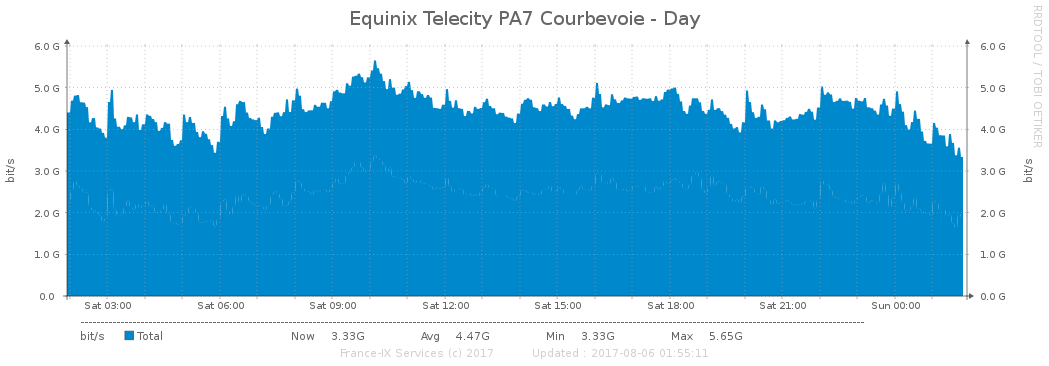 Equinix Telecity PA7 Courbevoie - Day
RRDTOOL / TOBI OETIKER
6.0 G 6.0 G
5.0 G 5.0 G
4.0 G 4.0 G
3.0 G 3.0 G
2.0 G 2.0 G
1.0 G 1.0 G
0.0 0.0 G
bit/s
bit/s
Sat 03:00 Sat 06:00 Sat 09:00 Sat 12:00 Sat 15:00 Sat 18:00 Sat 21:00 Sun 00:00
bit/s Total Now 3.33G Avg 4.47G Min 3.33G Max 5.65G
France-IX Services (c) 2017 Updated : 2017-08-06 01:55:11